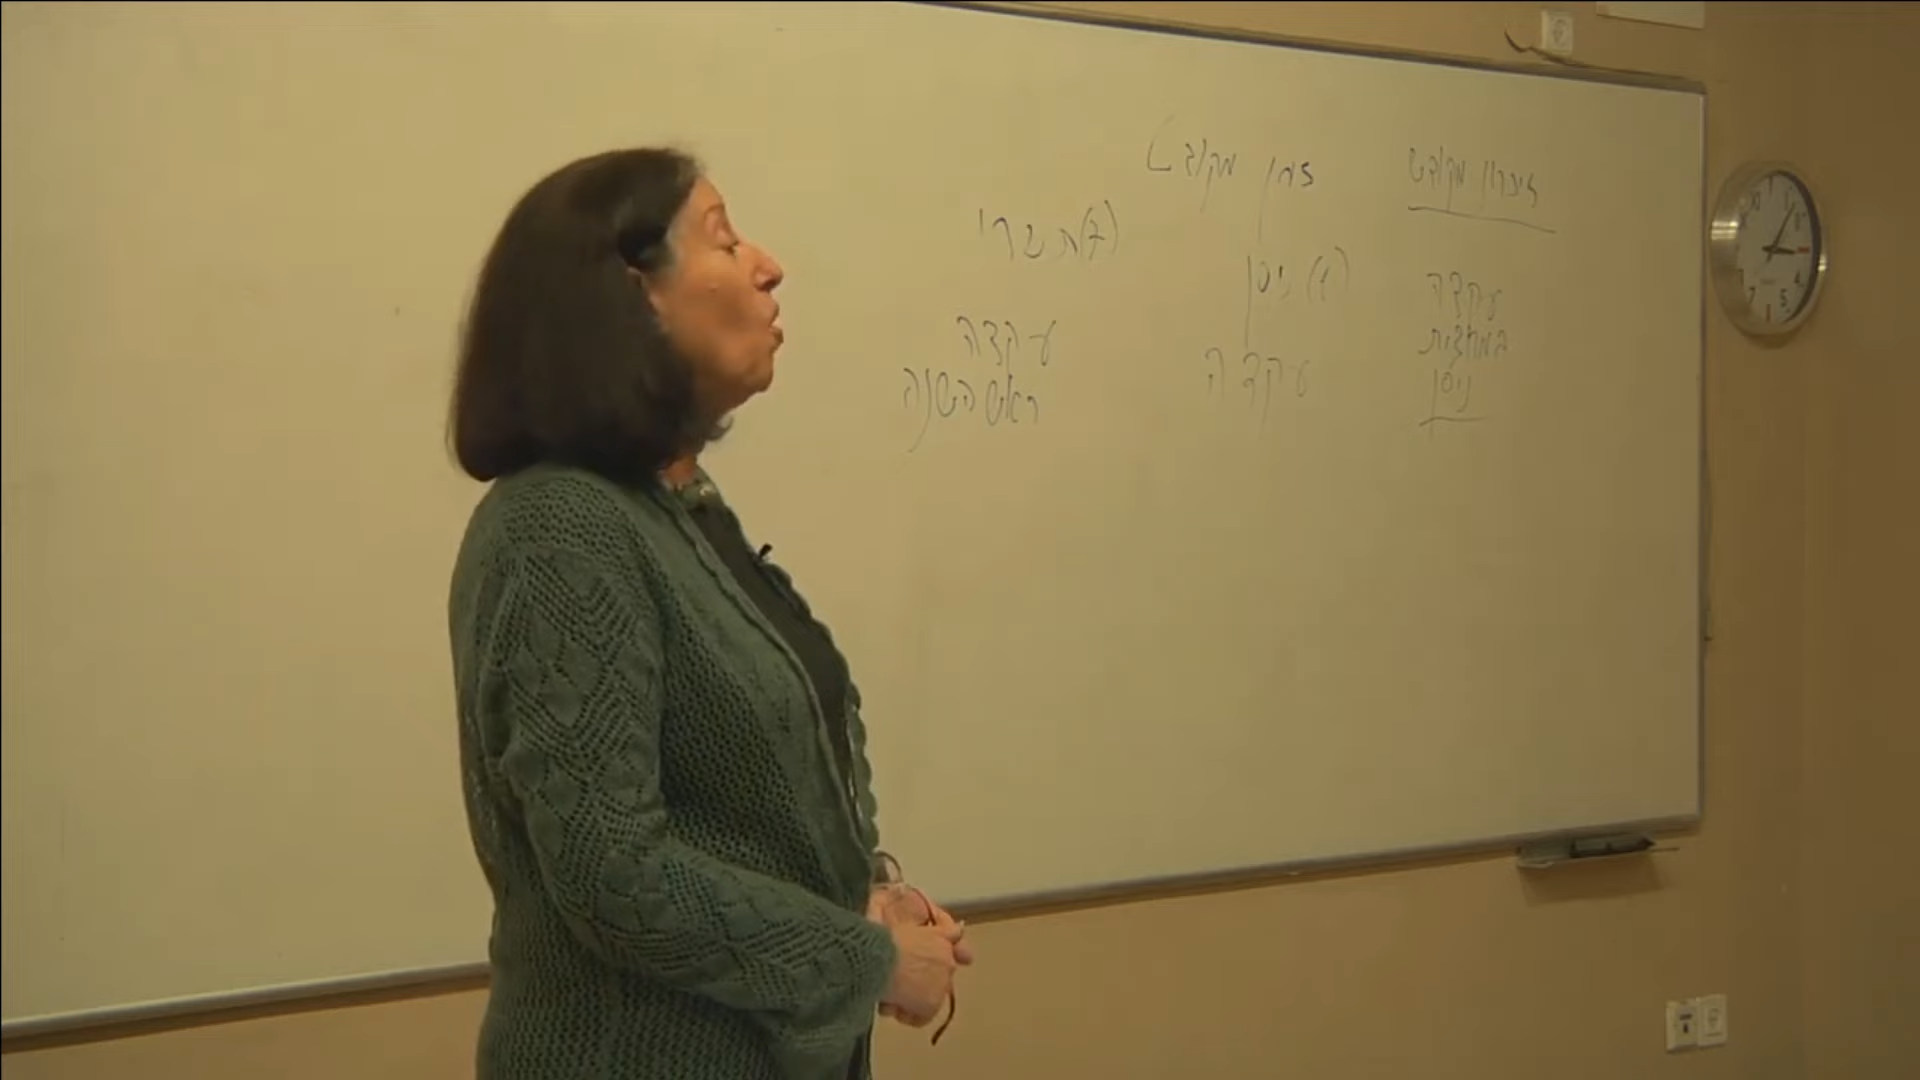 זיכרון מקודש
זמן מקודש
(א) ניסן
(ז) תשרי
עקדה
במחצית
ניסן
עקדה
עקדה
ראש השנה